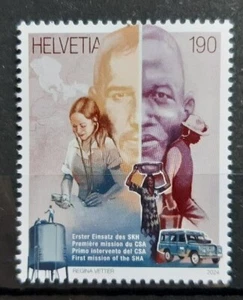 HELVETIA 190
Erster Einsatz des SKH
Première mission du CSA
Primo intervento del CSA
First mission of the SHA
REGINA VETTER 2024